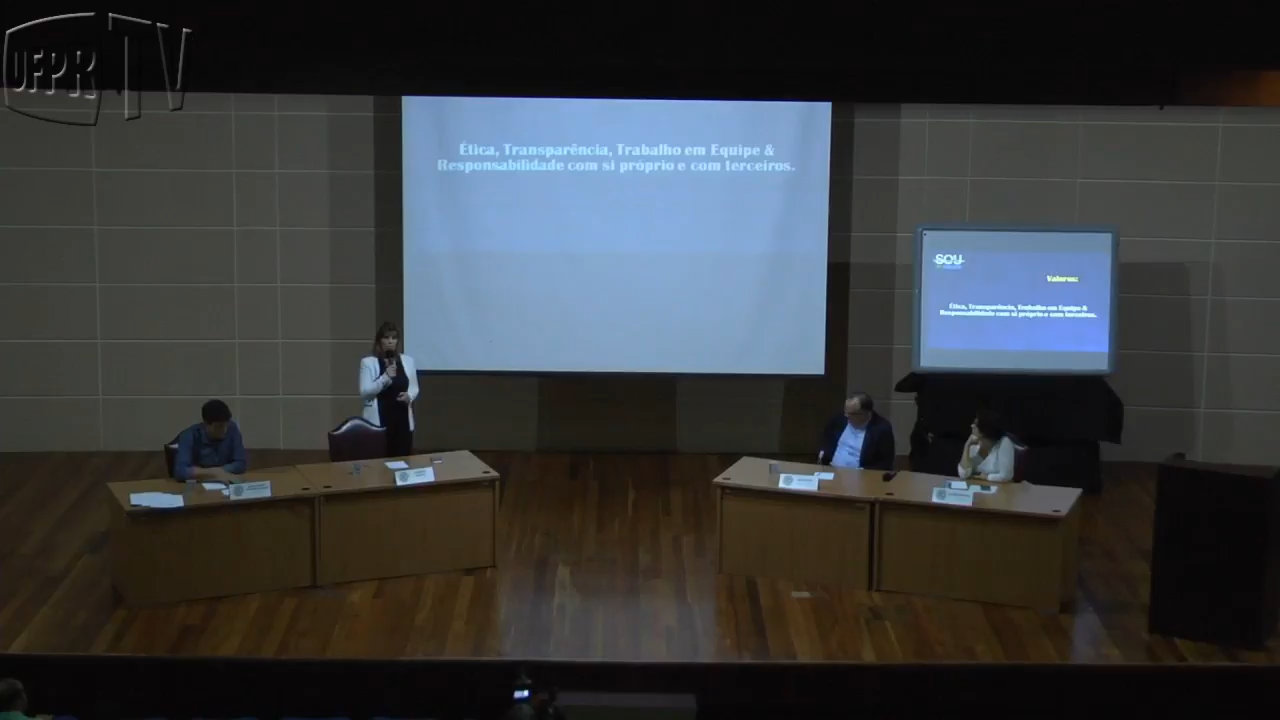 UFPR TV
Ética, Transparência, Trabalho em Equipe &
Responsabilidade com si próprio e com terceiros.
SOU
Valores:
Ética, Transparência, Trabalho em Equipe &
Responsabilidade com si próprio e com terceiros.